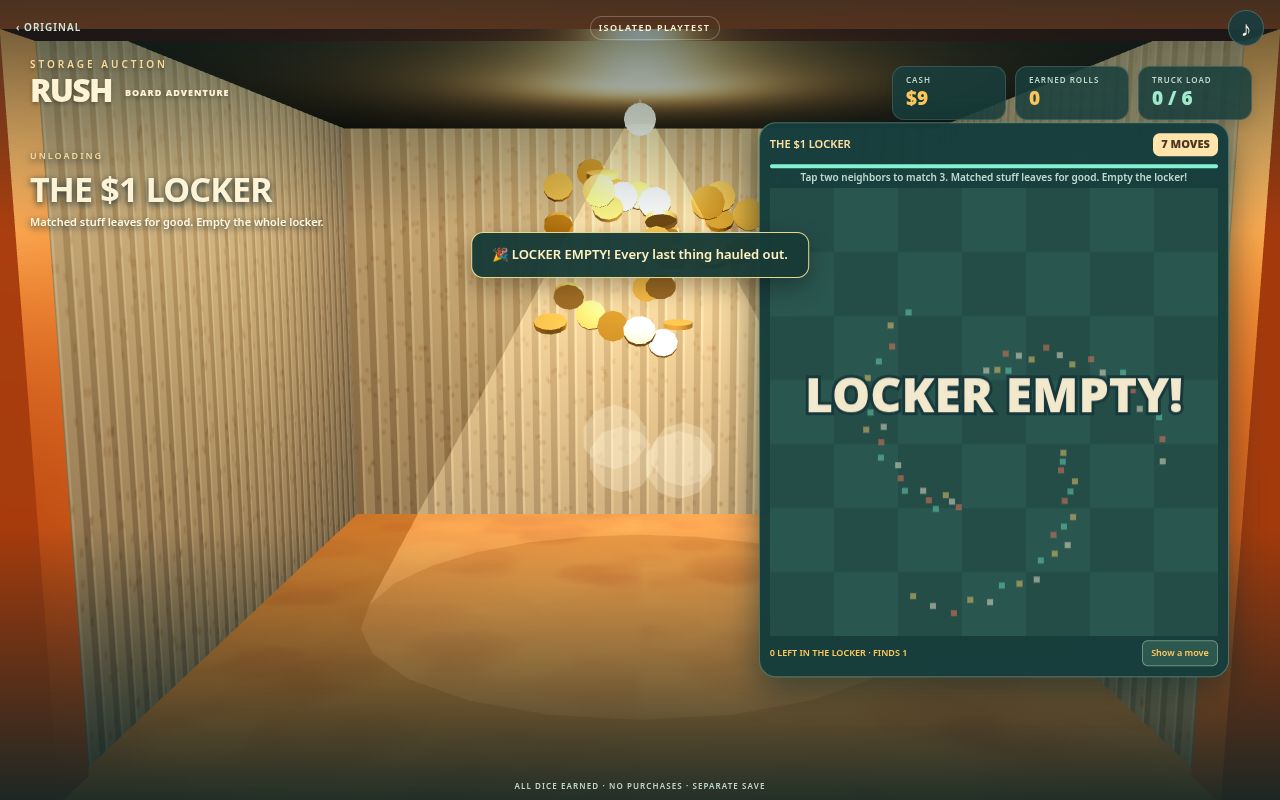 ‹ ORIGINAL
ISOLATED PLAYTEST
♪
STORAGE AUCTION
RUSH BOARD ADVENTURE
CASH
$9
EARNED ROLLS
0
TRUCK LOAD
0 / 6
UNLOADING
THE $1 LOCKER
Matched stuff leaves for good. Empty the whole locker.
THE $1 LOCKER
7 MOVES
Tap two neighbors to match 3. Matched stuff leaves for good. Empty the locker!
🎉 LOCKER EMPTY! Every last thing hauled out.
LOCKER EMPTY!
0 LEFT IN THE LOCKER · FINDS 1
Show a move
ALL DICE EARNED · NO PURCHASES · SEPARATE SAVE